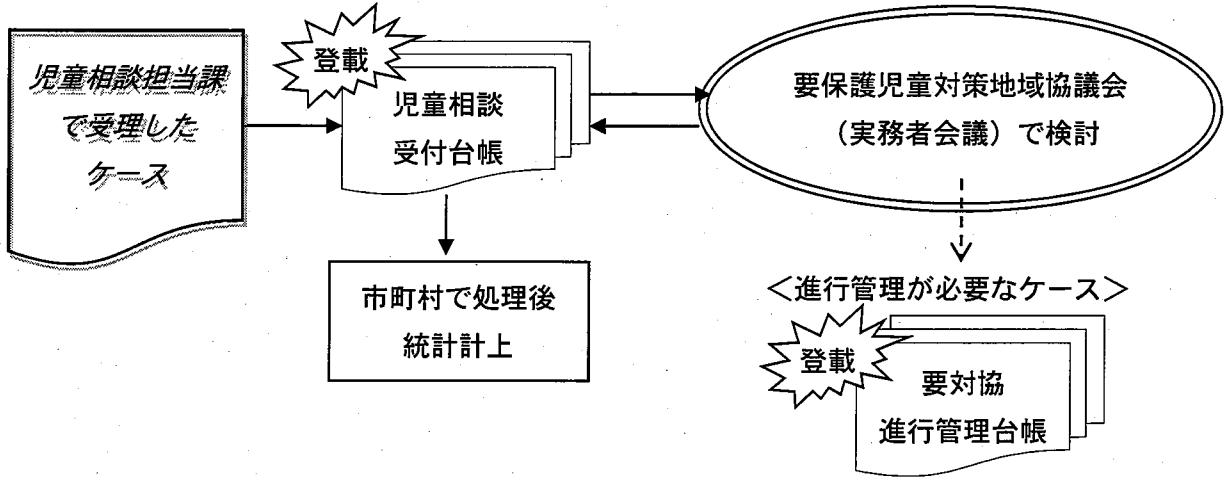 児童相談担当課
で受理した
ケース
登載
児童相談
受付台帳
要保護児童対策地域協議会
（実務者会議）で検討
市町村で処理後
統計計上
＜進行管理が必要なケース＞
登載
要対協
進行管理台帳